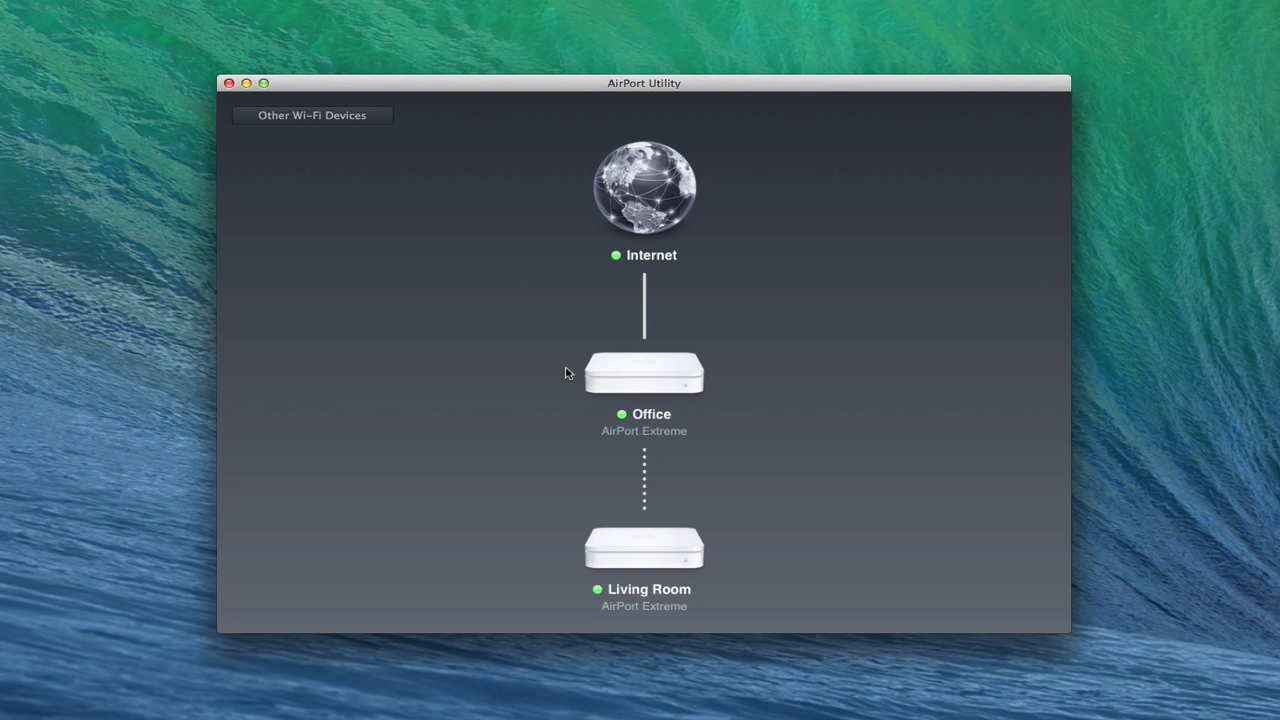 AirPort Utility
Other Wi-Fi Devices
Internet
Office
AirPort Extreme
Living Room
AirPort Extreme